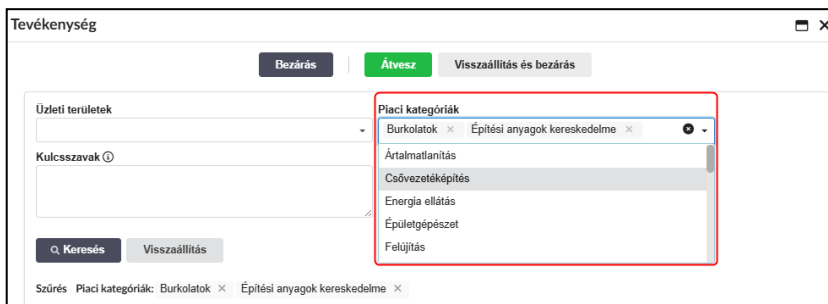 Tevékenység
Bezárás Átvesz Visszaállítás és bezárás
Üzleti területek
Piaci kategóriák
Burkolatok × Építési anyagok kereskedelme ×
Kulcsszavak
Ártalmatlanítás
Csővezetéképítés
Energia ellátás
Épületgépészet
Felújítás
Keresés Visszaállítás
Szűrés Piaci kategóriák: Burkolatok × Építési anyagok kereskedelme ×